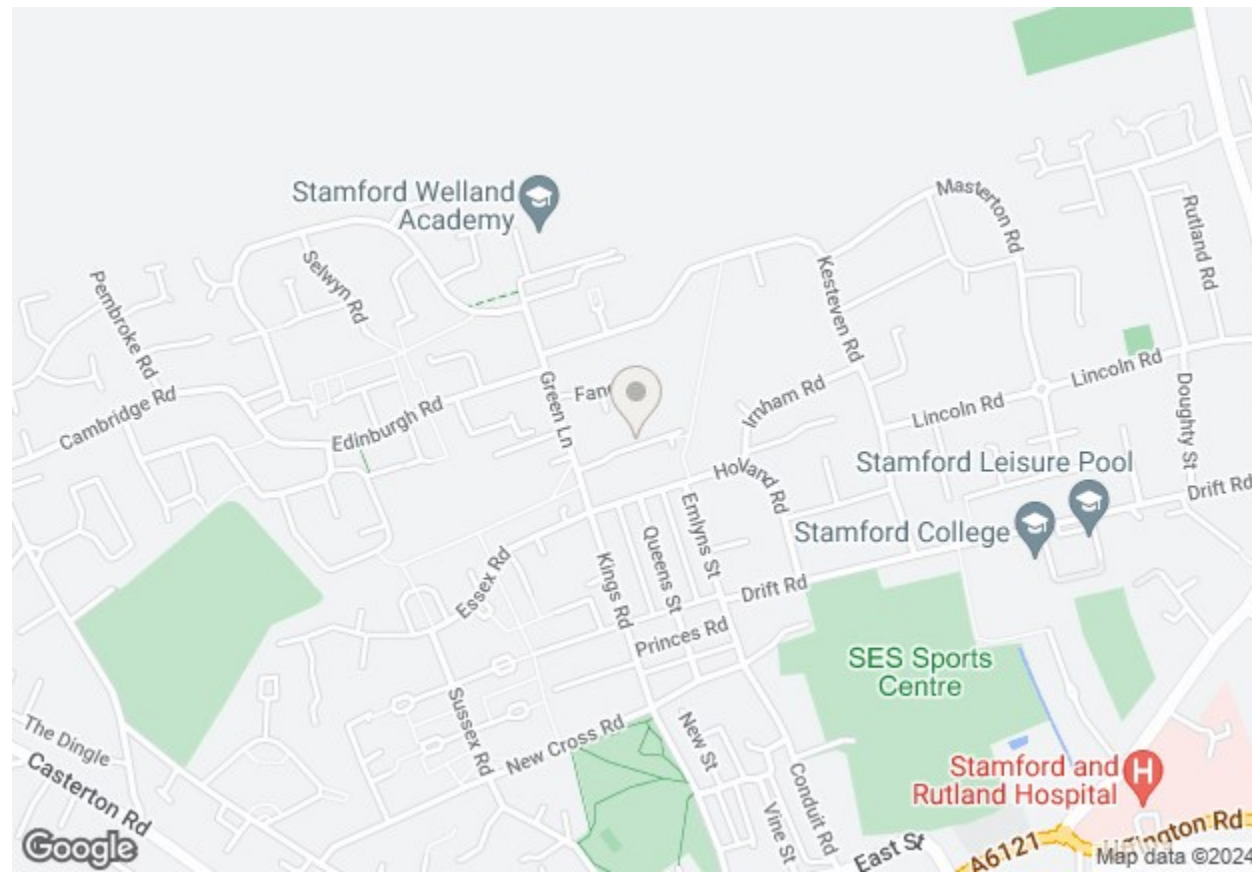 Stamford Welland
Academy
Masterton Rd
Rutland Rd
Selwyn Rd
Pembroke Rd
Kesteven Rd
Lincoln Rd
Green Ln
Irnham Rd
Lincoln Rd
Doughty St
Cambridge Rd
Edinburgh Rd
Stamford Leisure Pool
Holland Rd
Drift Rd
Emlyns St
Stamford College
Queens St
Essex Rd
Kings Rd
Drift Rd
Princes Rd
SES Sports
Centre
Sussex Rd
The Dingle
New Cross Rd
New St
Casterton Rd
Conduit Rd
Stamford and
Rutland Hospital
H
Vine St
East St
A6121
Google
Map data ©2024